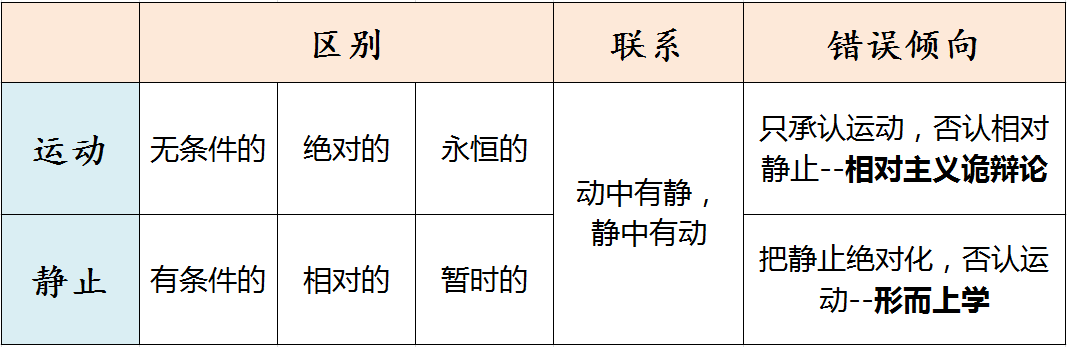 区别 联系 错误倾向
运动 无条件的 绝对的 永恒的
动中有静，
静中有动
只承认运动，否认相对
静止--相对主义诡辩论
静止 有条件的 相对的 暂时的
把静止绝对化，否认运
动--形而上学